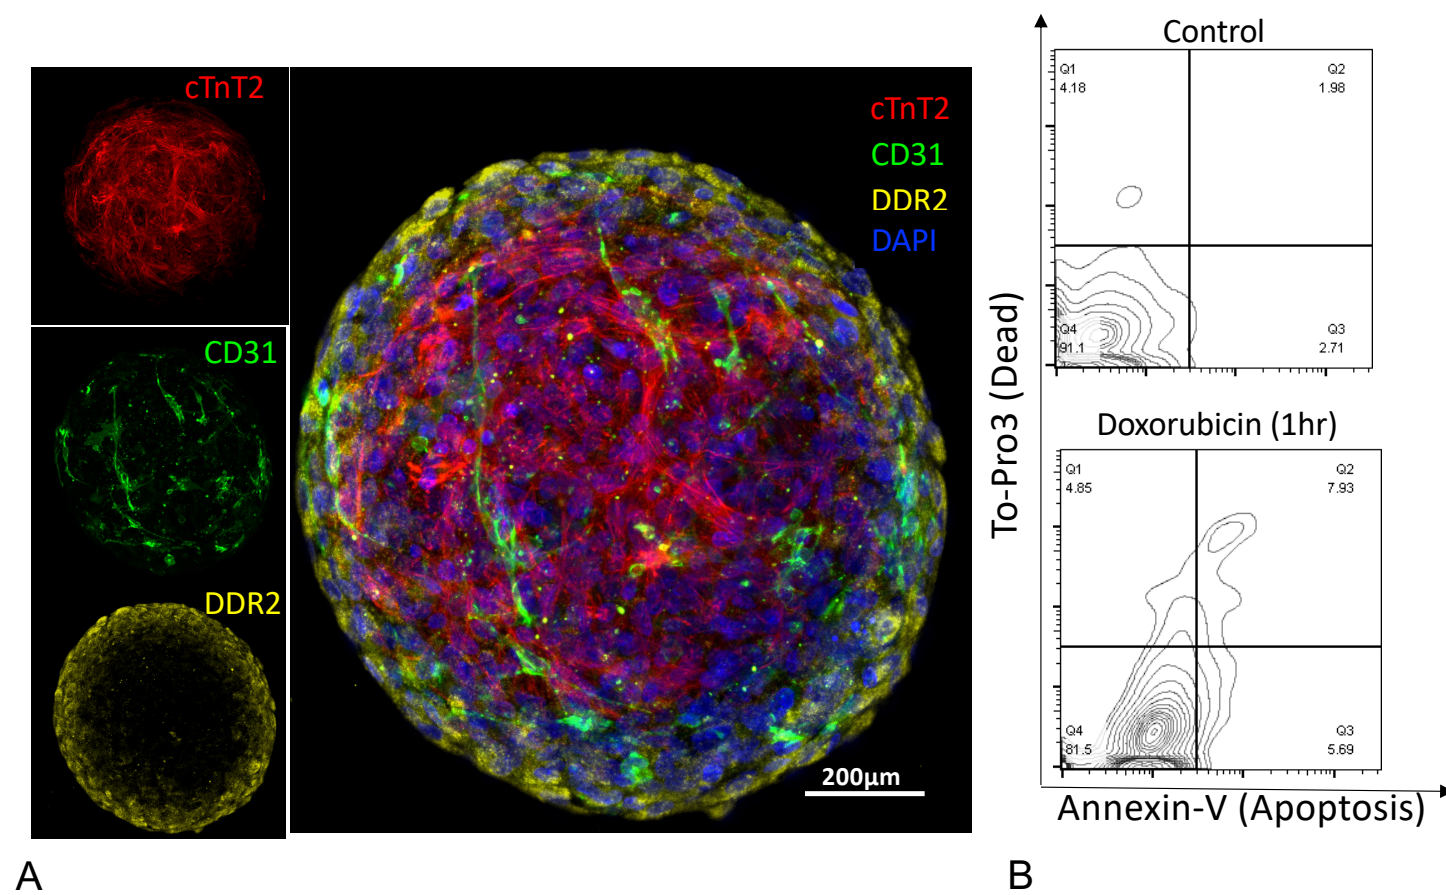 cTnT2
CD31
DDR2
cTnT2
CD31
DDR2
DAPI
200µm
A
Control
Q1
4.18
Q2
1.98
Q4
91.1
Q3
2.71
Doxorubicin (1hr)
Q1
4.85
Q2
7.93
Q4
81.5
Q3
5.69
To-Pro3 (Dead)
Annexin-V (Apoptosis)
B